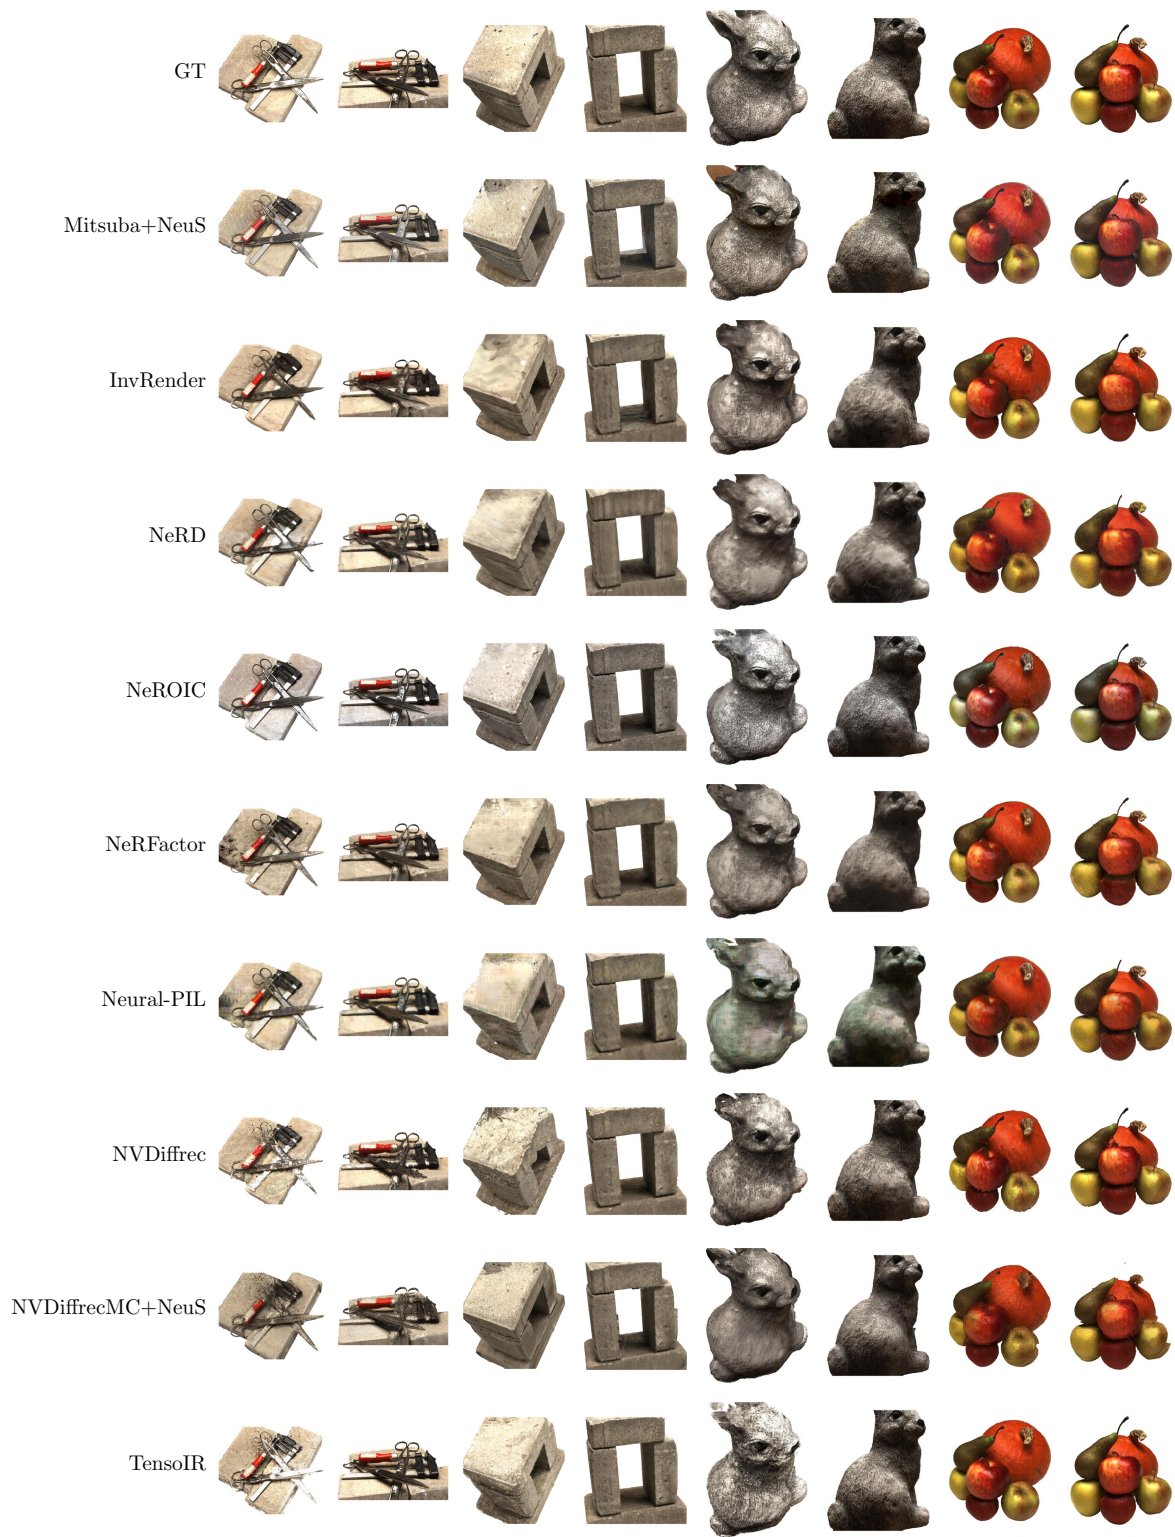 GT
Mitsuba+NeuS
InvRender
NeRD
NeROIC
NeRFactor
Neural-PIL
NVDiffrec
NVDiffrecMC+NeuS
TensoIR